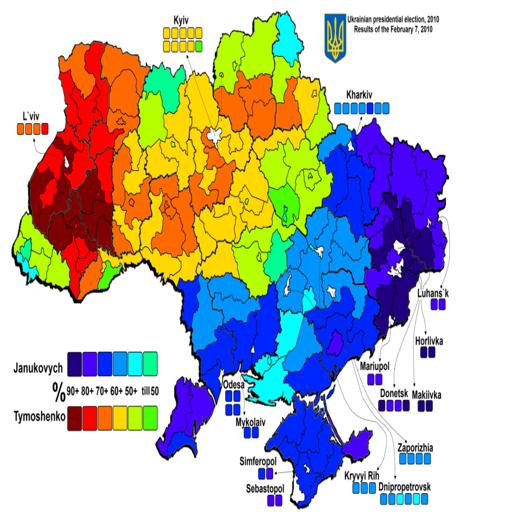 Ukrainian presidential election, 2010
Results of the February 7, 2010
Kyiv
Kharkiv
L`viv
Luhans`k
Horlivka
Mariupol
Donetsk
Makiivka
Janukovych
% 90+ 80+ 70+ 60+ 50+ till 50
Tymoshenko
Odesa
Mykolaiv
Zaporizhia
Simferopol
Kryvyi Rih
Sebastopol
Dnipropetrovsk